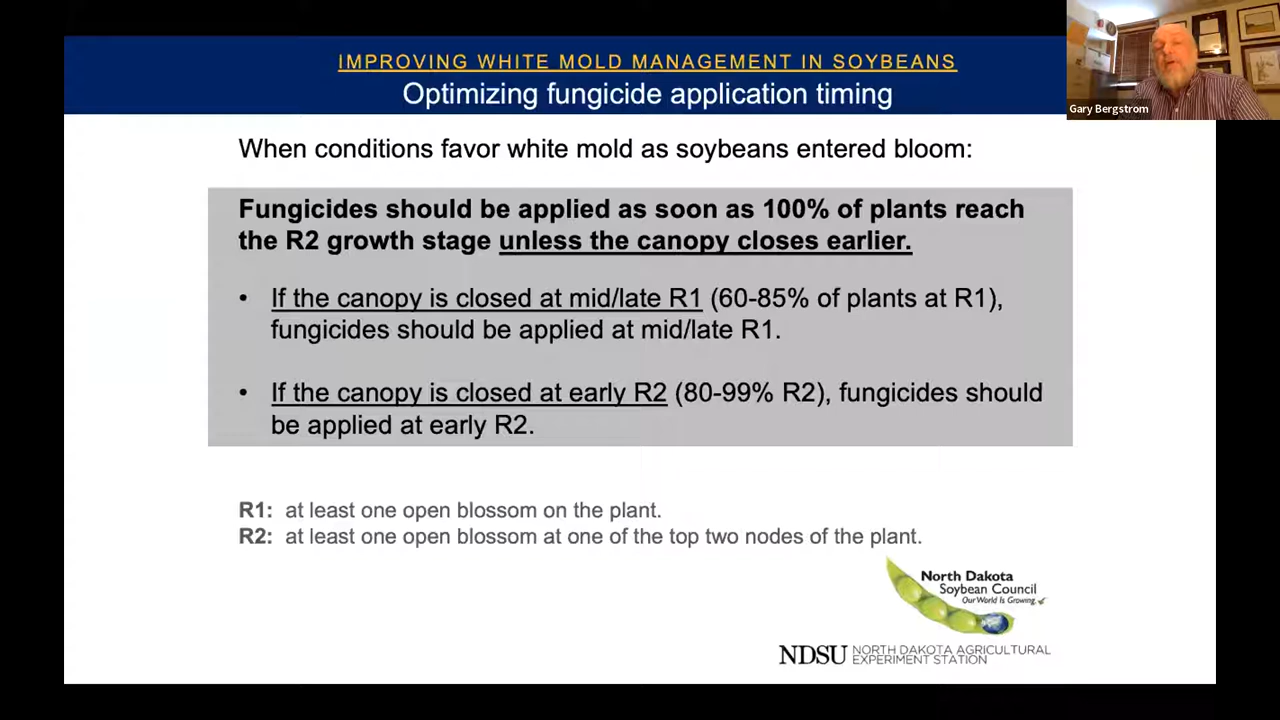 IMPROVING WHITE MOLD MANAGEMENT IN SOYBEANS
Optimizing fungicide application timing
Gary Bergstrom
When conditions favor white mold as soybeans entered bloom:
Fungicides should be applied as soon as 100% of plants reach
the R2 growth stage unless the canopy closes earlier.
• If the canopy is closed at mid/late R1 (60-85% of plants at R1),
fungicides should be applied at mid/late R1.
• If the canopy is closed at early R2 (80-99% R2), fungicides should
be applied at early R2.
R1: at least one open blossom on the plant.
R2: at least one open blossom at one of the top two nodes of the plant.
North Dakota
Soybean Council
Our World Is Growing.
NDSU NORTH DAKOTA AGRICULTURAL
EXPERIMENT STATION